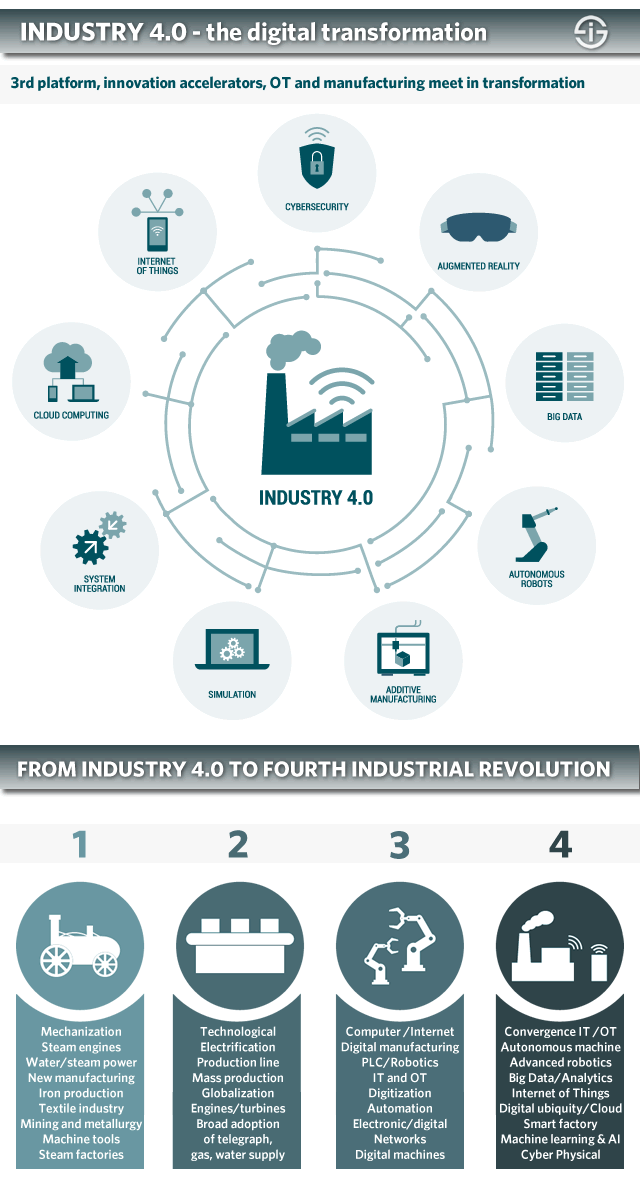 INDUSTRY 4.0 - the digital transformation
3rd platform, innovation accelerators, OT and manufacturing meet in transformation
CYBERSECURITY
INTERNET
OF THINGS
AUGMENTED REALITY
CLOUD COMPUTING
BIG DATA
INDUSTRY 4.0
SYSTEM
INTEGRATION
AUTONOMOUS
ROBOTS
SIMULATION
ADDITIVE
MANUFACTURING
FROM INDUSTRY 4.0 TO FOURTH INDUSTRIAL REVOLUTION
1
Mechanization
Steam engines
Water/steam power
New manufacturing
Iron production
Textile industry
Mining and metallurgy
Machine tools
Steam factories
2
Technological
Electrification
Production line
Mass production
Globalization
Engines/turbines
Broad adoption
of telegraph,
gas, water supply
3
Computer /Internet
Digital manufacturing
PLC/Robotics
IT and OT
Digitization
Automation
Electronic/digital
Networks
Digital machines
4
Convergence IT /OT
Autonomous machine
Advanced robotics
Big Data/Analytics
Internet of Things
Digital ubiquity/Cloud
Smart factory
Machine learning & AI
Cyber Physical